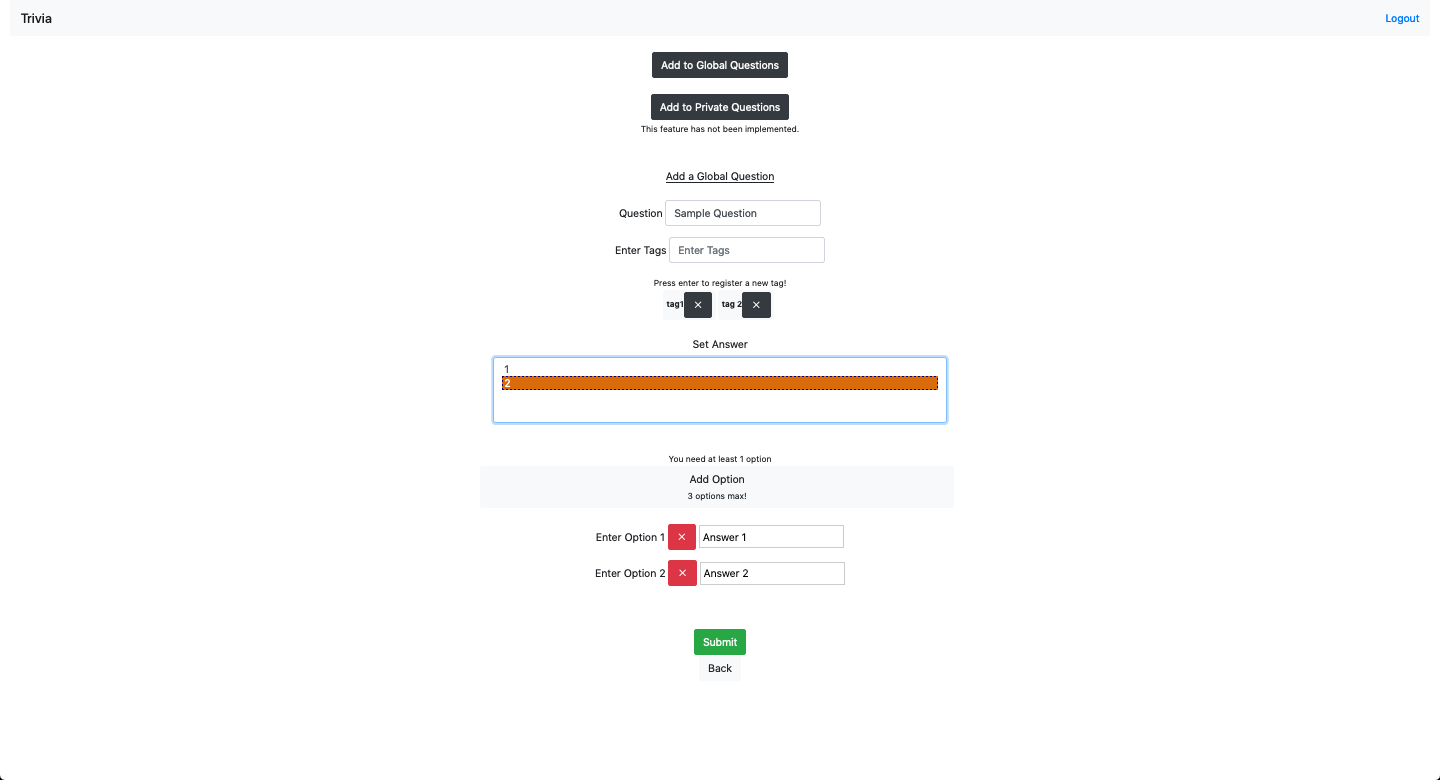 Trivia Logout
Add to Global Questions
Add to Private Questions
This feature has not been implemented.
Add a Global Question
Question Sample Question
Enter Tags Enter Tags
Press enter to register a new tag!
tag1 × tag 2 ×
Set Answer
1
2
You need at least 1 option
Add Option
3 options max!
Enter Option 1 × Answer 1
Enter Option 2 × Answer 2
Submit
Back